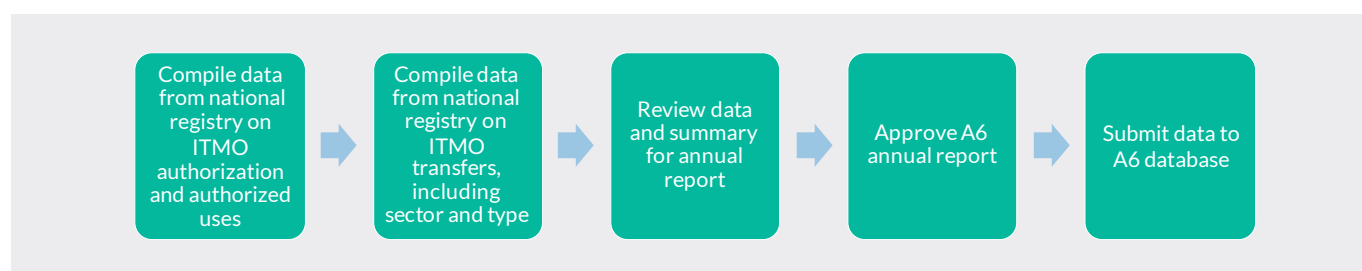 Compile data
from national
registry on
ITMO
authorization
and authorized
uses
Compile data
from national
registry on
ITMO
transfers,
including
sector and type
Review data
and summary
for annual
report
Approve A6
annual report
Submit data to
A6 database